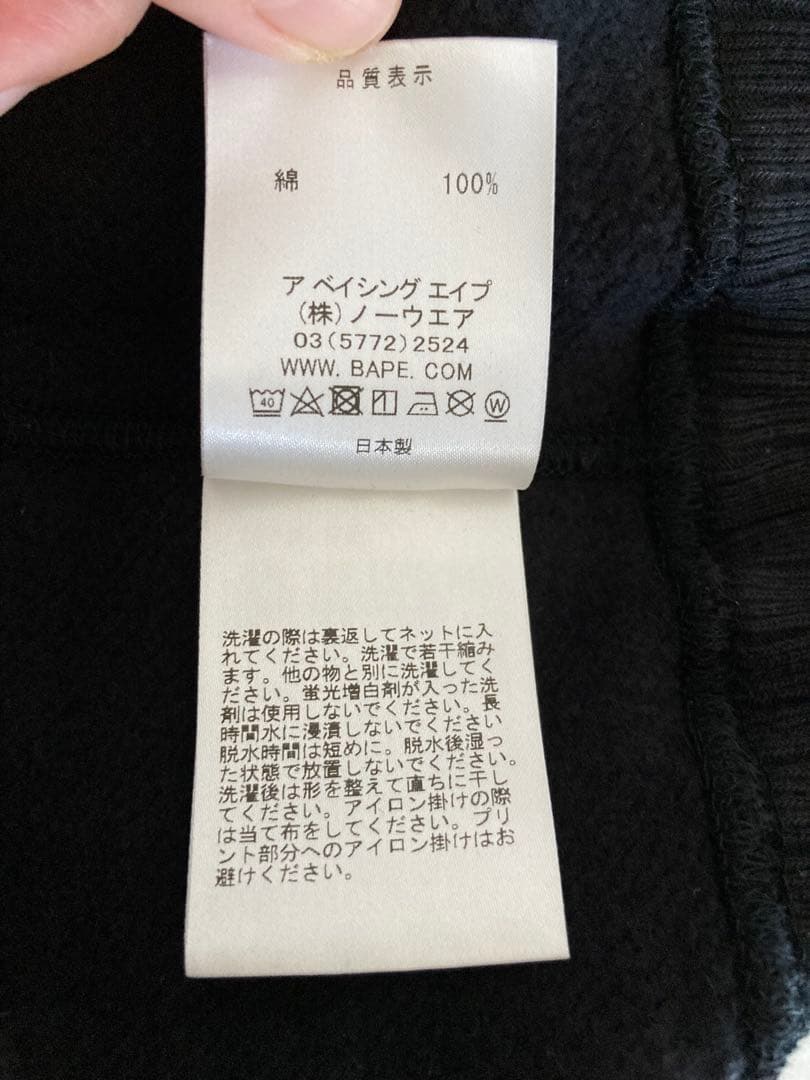 品質表示
綿 100%
ア ベイシング エイプ
(株)ノーウエア
03(5772)2524
WWW. BAPE. COM
40 W
日本製
洗濯の際は裏返してネットに入
れてください。洗濯で若干縮み
ます。他の物と別に洗濯してく
ださい。蛍光増白剤が入った洗
剤は使用しないでください。長
時間水に浸漬しないでください
脱水時間は短めに。脱水後湿っ
た状態で放置しないでください。
洗濯後は形を整えて直ちに干し
てください。アイロン掛けの際
は当て布をしてください。プリ
ント部分へのアイロン掛けはお
避けください。